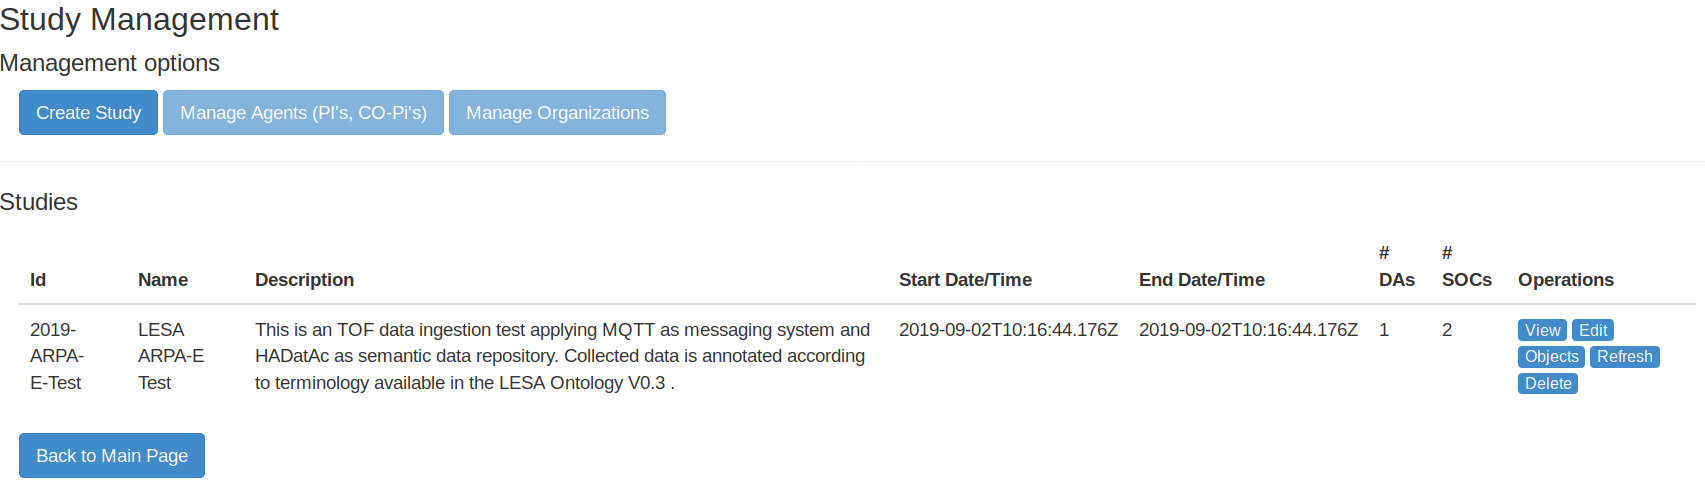 Study Management
Management options
Create Study Manage Agents (PI's, CO-Pi's) Manage Organizations
Studies
# #
Id Name Description Start Date/Time End Date/Time DAs SOCs Operations
2019- LESA This is an TOF data ingestion test applying MQTT as messaging system and 2019-09-02T10:16:44.176Z 2019-09-02T10:16:44.176Z 1 2 View Edit
ARPA- ARPA-E HADatAc as semantic data repository. Collected data is annotated according Objects Refresh
E-Test Test to terminology available in the LESA Ontology V0.3 . Delete
Back to Main Page